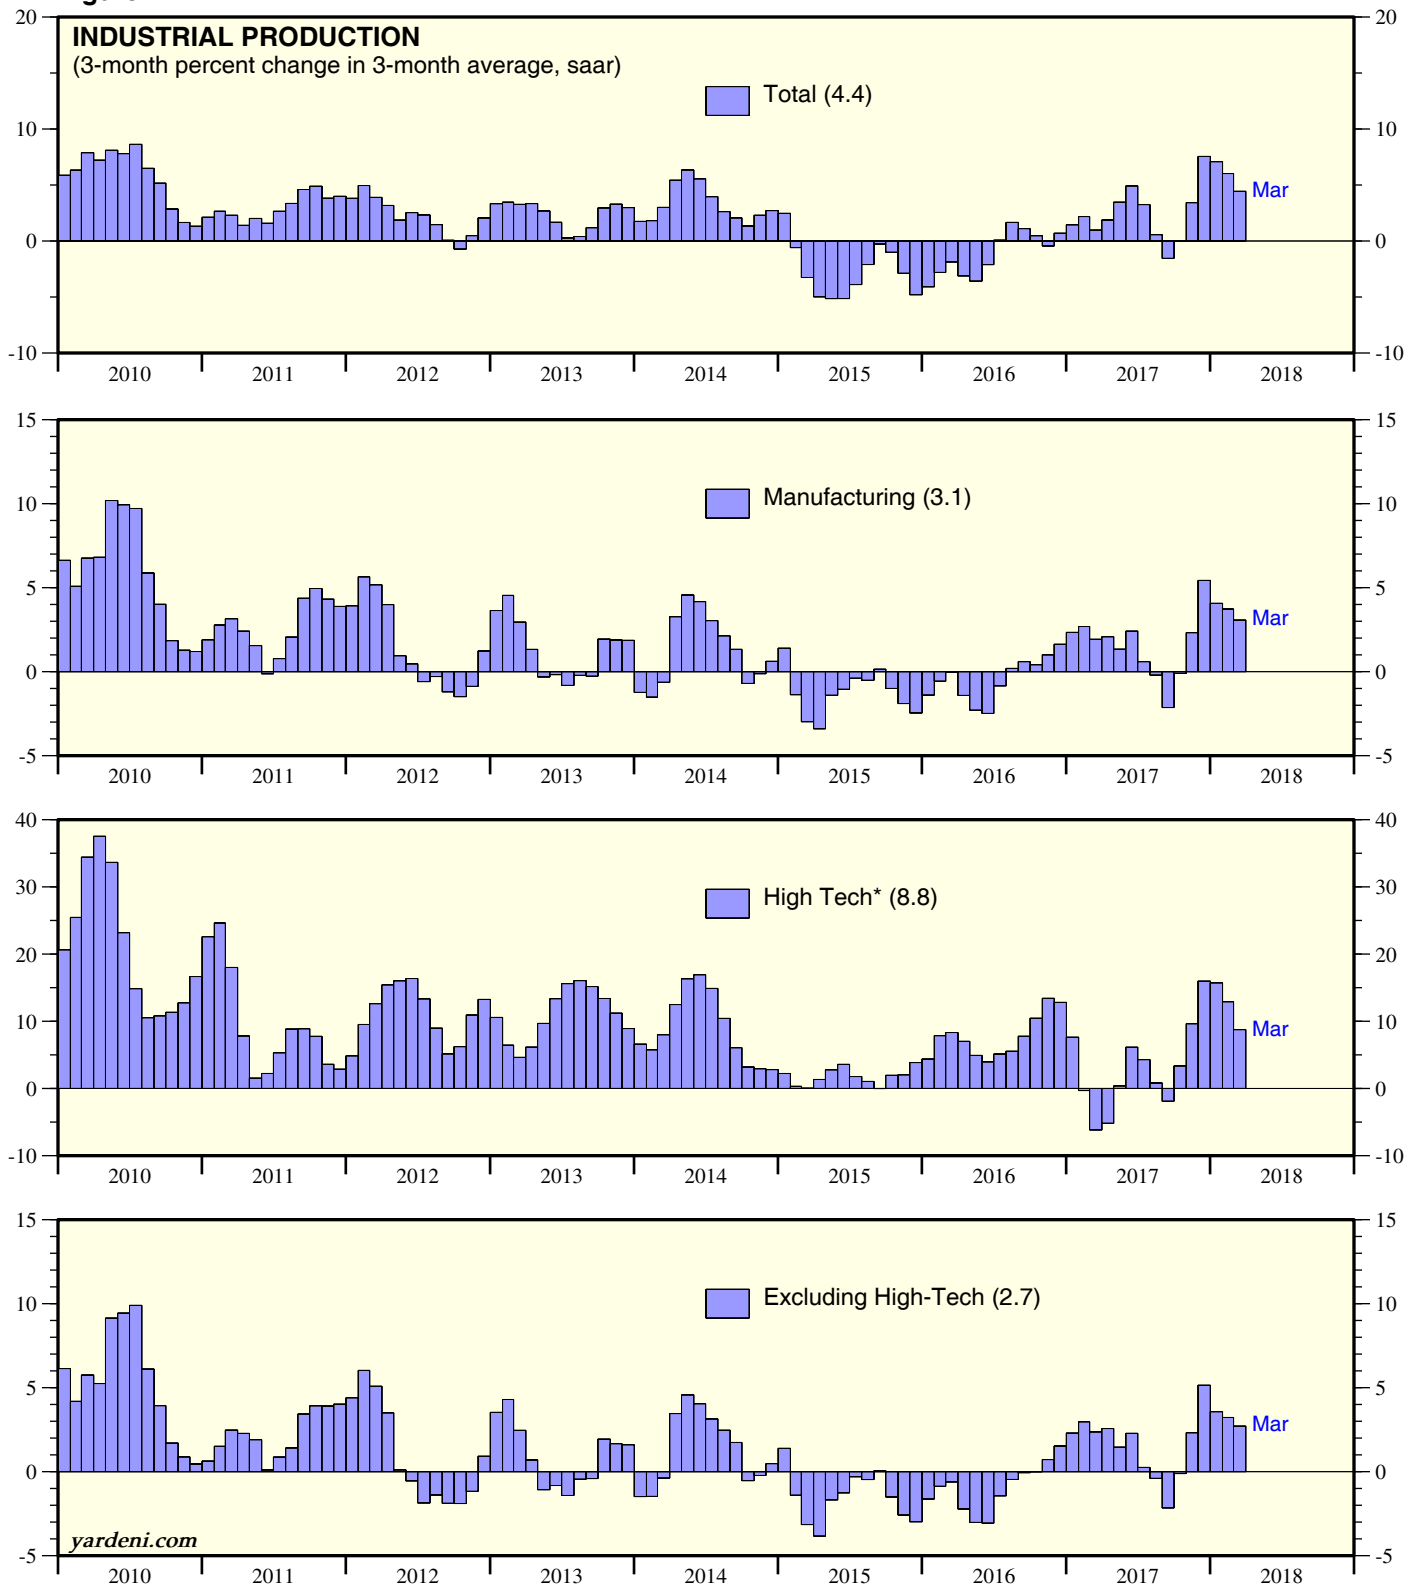 20 20
INDUSTRIAL PRODUCTION
(3-month percent change in 3-month average, saar)
Total (4.4)
10 10
Mar
0 0
-10 -10
2010 2011 2012 2013 2014 2015 2016 2017 2018
15 15
Manufacturing (3.1)
10 10
5 5
Mar
0 0
-5 -5
2010 2011 2012 2013 2014 2015 2016 2017 2018
40 40
30 30
High Tech* (8.8)
20 20
10 10
Mar
0 0
-10 -10
2010 2011 2012 2013 2014 2015 2016 2017 2018
15 15
Excluding High-Tech (2.7)
10 10
5 5
Mar
0 0
yardeni.com
-5 -5
2010 2011 2012 2013 2014 2015 2016 2017 2018